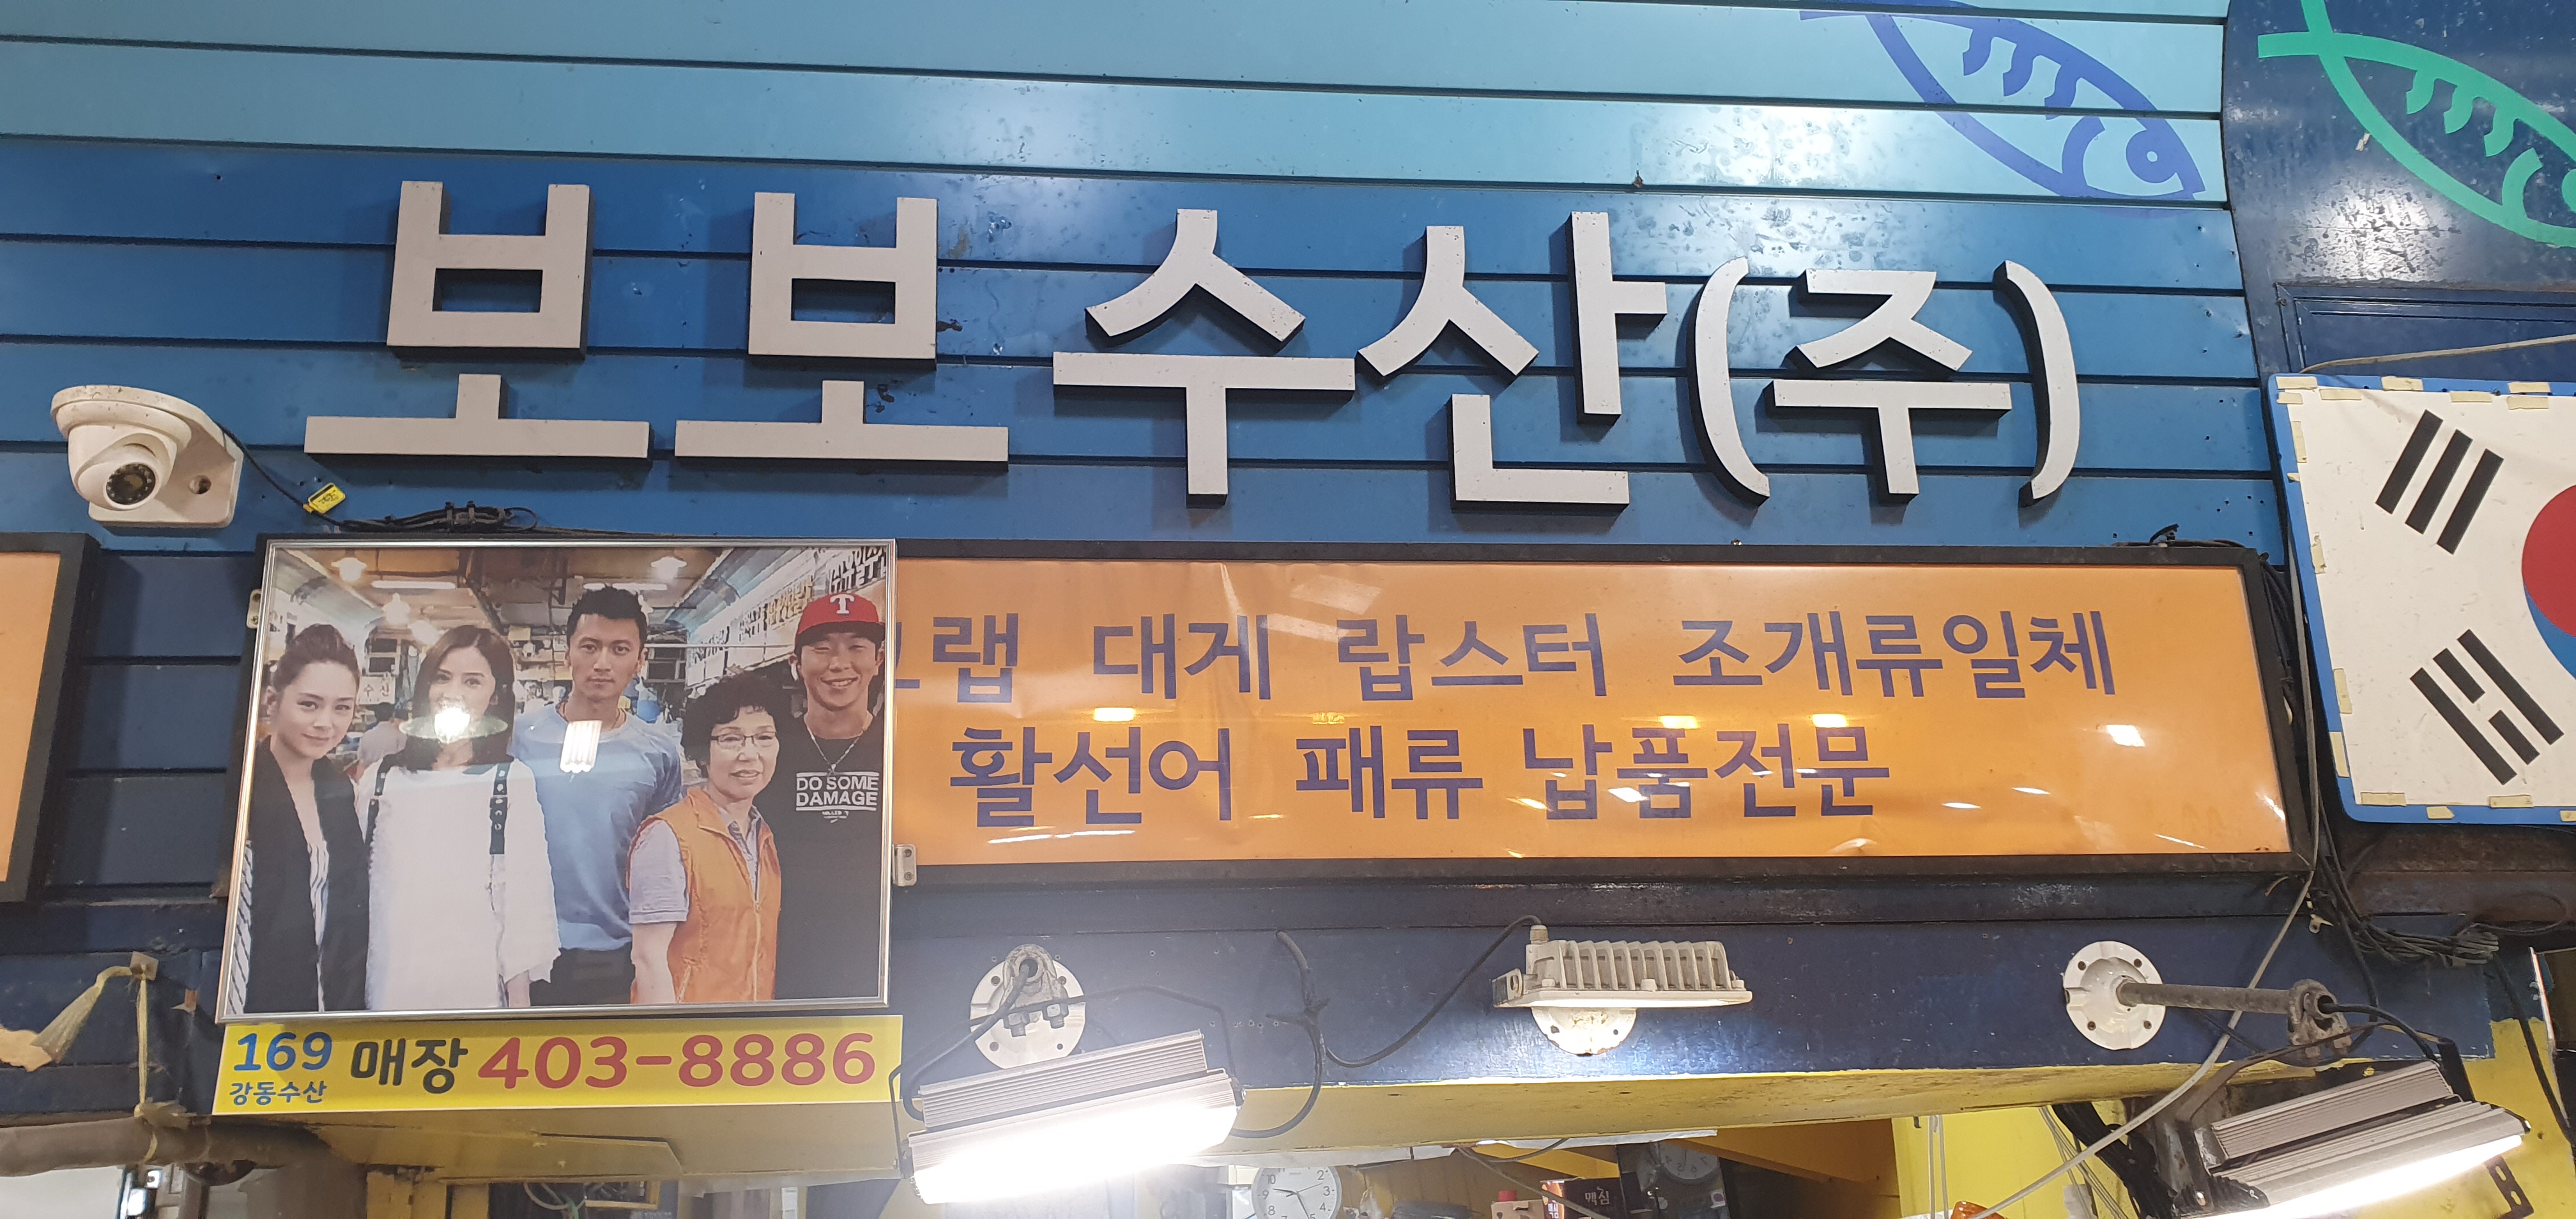 보보수산(주)
랩 대게 랍스터 조개류일체
활선어 패류 납품전문
T
DO SOME
DAMAGE
169 매장 403-8886
강동수산